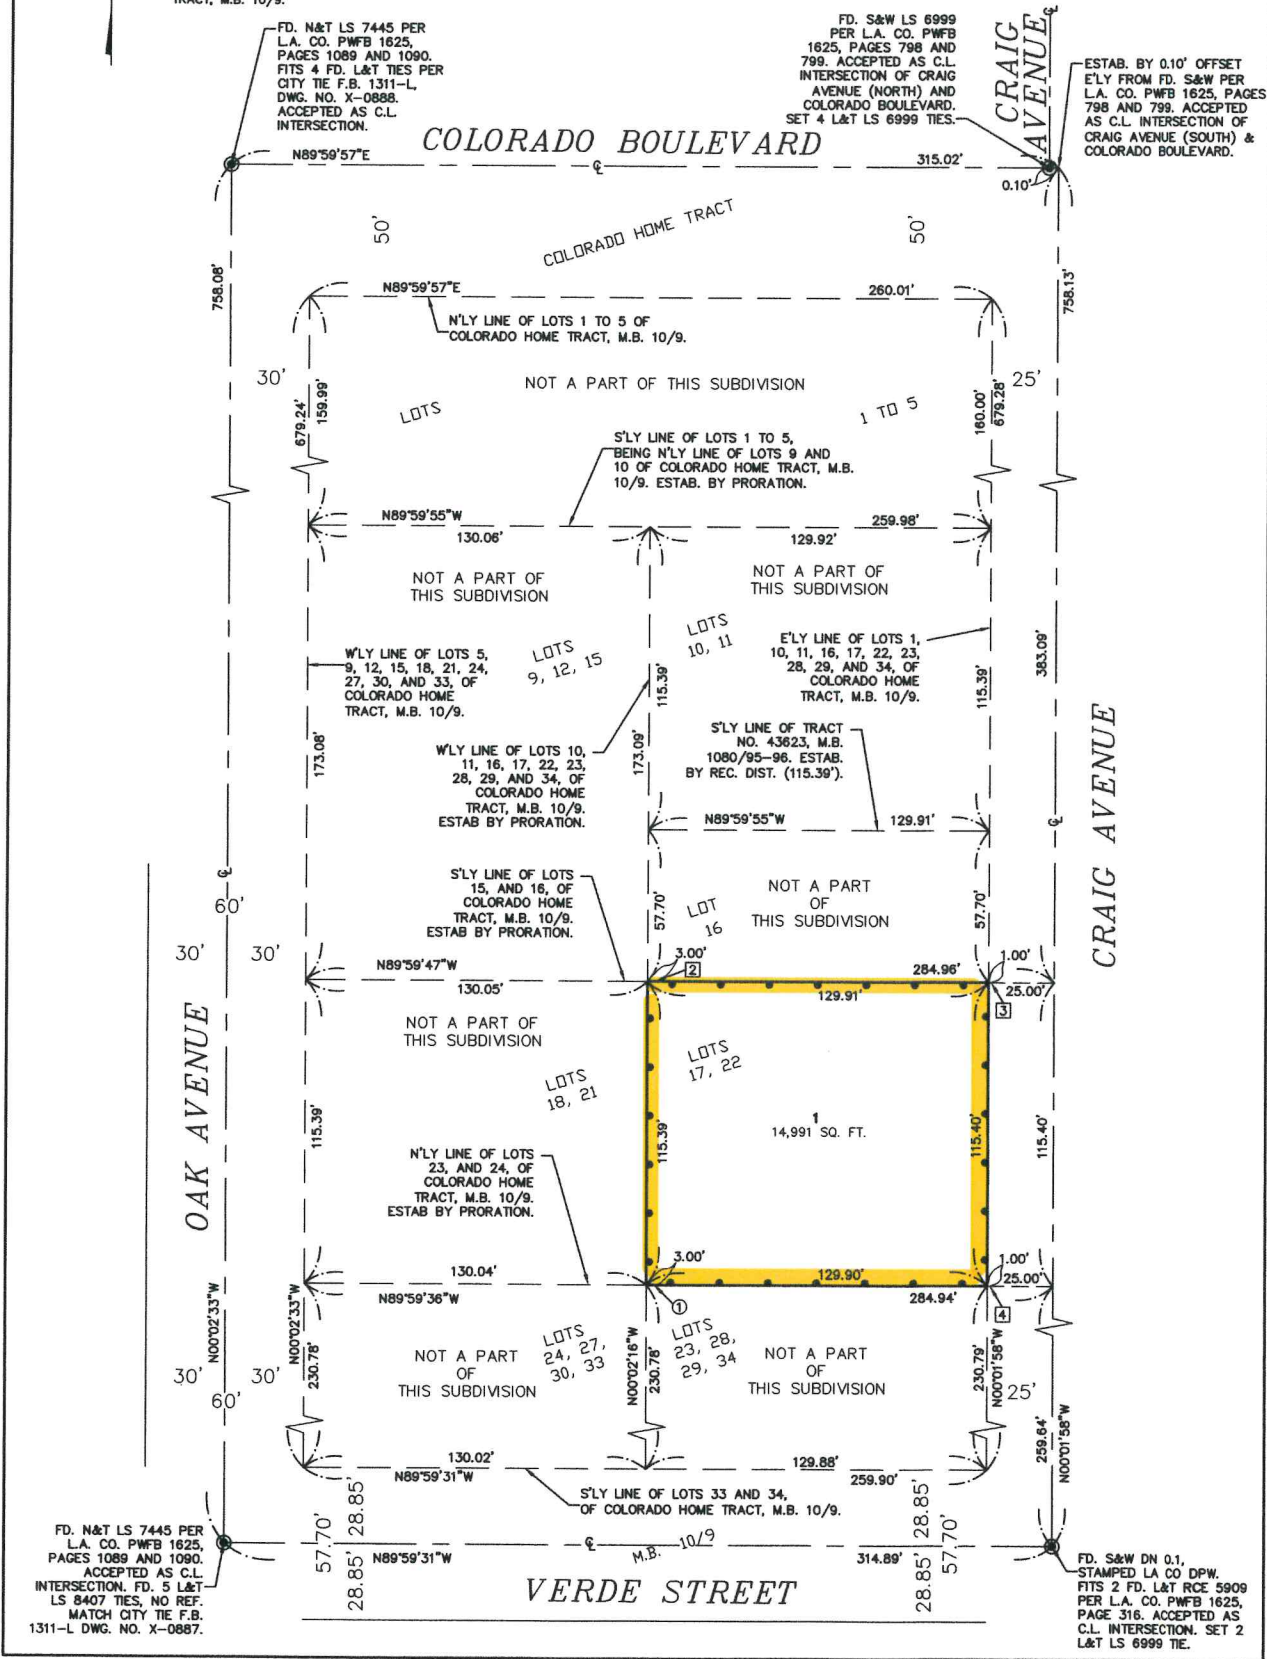 TRACT, M.B. 10/9.
FD. N&T LS 7445 PER
L.A. CO. PWFB 1625,
PAGES 1089 AND 1090.
FITS 4 FD. L&T TIES PER
CITY TIE F.B. 1311-L,
DWG. NO. X-0888.
ACCEPTED AS C.L.
INTERSECTION.
FD. S&W LS 6999
PER L.A. CO. PWFB
1625, PAGES 798 AND
799. ACCEPTED AS C.L.
INTERSECTION OF CRAIG
AVENUE (NORTH) AND
COLORADO BOULEVARD.
SET 4 L&T LS 6999 TIES.
CRAIG
AVENUE
ESTAB. BY 0.10' OFFSET
E'LY FROM FD. S&W PER
L.A. CO. PWFB 1625, PAGES
798 AND 799. ACCEPTED
AS C.L. INTERSECTION OF
CRAIG AVENUE (SOUTH) &
COLORADO BOULEVARD.
COLORADO BOULEVARD
N89°59'57"E
315.02'
0.10'
50'
COLORADO HOME TRACT
50'
758.08'
758.13'
N89°59'57"E
260.01'
N'LY LINE OF LOTS 1 TO 5 OF
COLORADO HOME TRACT, M.B. 10/9.
30'
NOT A PART OF THIS SUBDIVISION
25'
679.24'
159.99'
LOTS
1 TO 5
160.00'
679.28'
S'LY LINE OF LOTS 1 TO 5,
BEING N'LY LINE OF LOTS 9 AND
10 OF COLORADO HOME TRACT, M.B.
10/9. ESTAB. BY PRORATION.
N89°59'55"W
259.98'
130.06'
129.92'
NOT A PART OF
THIS SUBDIVISION
NOT A PART OF
THIS SUBDIVISION
LOTS
9, 12, 15
LOTS
10, 11
W'LY LINE OF LOTS 5,
9, 12, 15, 18, 21, 24,
27, 30, AND 33, OF
COLORADO HOME
TRACT, M.B. 10/9.
E'LY LINE OF LOTS 1,
10, 11, 16, 17, 22, 23,
28, 29, AND 34, OF
COLORADO HOME
TRACT, M.B. 10/9.
115.39'
115.39'
383.09'
173.08'
173.09'
W'LY LINE OF LOTS 10,
11, 16, 17, 22, 23,
28, 29, AND 34, OF
COLORADO HOME
TRACT, M.B. 10/9.
ESTAB BY PRORATION.
S'LY LINE OF TRACT
NO. 43623, M.B.
1080/95-96. ESTAB.
BY REC. DIST. (115.39').
N89°59'55"W
129.91'
CRAIG AVENUE
S'LY LINE OF LOTS
15, AND 16, OF
COLORADO HOME
TRACT, M.B. 10/9.
ESTAB BY PRORATION.
NOT A PART
OF
THIS SUBDIVISION
57.70'
LOT
16
57.70'
60'
30'
30'
N89°59'47"W
130.05'
3.00'
2
284.96'
129.91'
1.00'
25.00'
3
OAK AVENUE
NOT A PART OF
THIS SUBDIVISION
LOTS
18, 21
LOTS
17, 22
1
14,991 SQ. FT.
115.39'
115.39'
115.40'
115.40'
N'LY LINE OF LOTS
23, AND 24, OF
COLORADO HOME
TRACT, M.B. 10/9.
ESTAB BY PRORATION.
130.04'
N89°59'36"W
3.00'
1
129.90'
284.94'
1.00'
25.00'
4
N00°02'33"W
N00°02'33"W
230.78'
30'
30'
60'
NOT A PART
OF
THIS SUBDIVISION
LOTS
24, 27,
30, 33
N00°02'16"W
230.78'
LOTS
23, 28,
29, 34
NOT A PART
OF
THIS SUBDIVISION
230.79'
N00°01'58"W
25'
259.64'
N00°01'58"W
130.02'
N89°59'31"W
129.88'
259.90'
S'LY LINE OF LOTS 33 AND 34,
OF COLORADO HOME TRACT, M.B. 10/9.
28.85'
57.70'
28.85'
28.85'
57.70'
28.85'
N89°59'31"W
M.B. 10/9
314.89'
VERDE STREET
FD. N&T LS 7445 PER
L.A. CO. PWFB 1625,
PAGES 1089 AND 1090.
ACCEPTED AS C.L.
INTERSECTION. FD. 5 L&T
LS 8407 TIES, NO REF.
MATCH CITY TIE F.B.
1311-L DWG. NO. X-0887.
FD. S&W DN 0.1,
STAMPED LA CO DPW.
FITS 2 FD. L&T RCE 5909
PER L.A. CO. PWFB 1625,
PAGE 316. ACCEPTED AS
C.L. INTERSECTION. SET 2
L&T LS 6999 TIE.